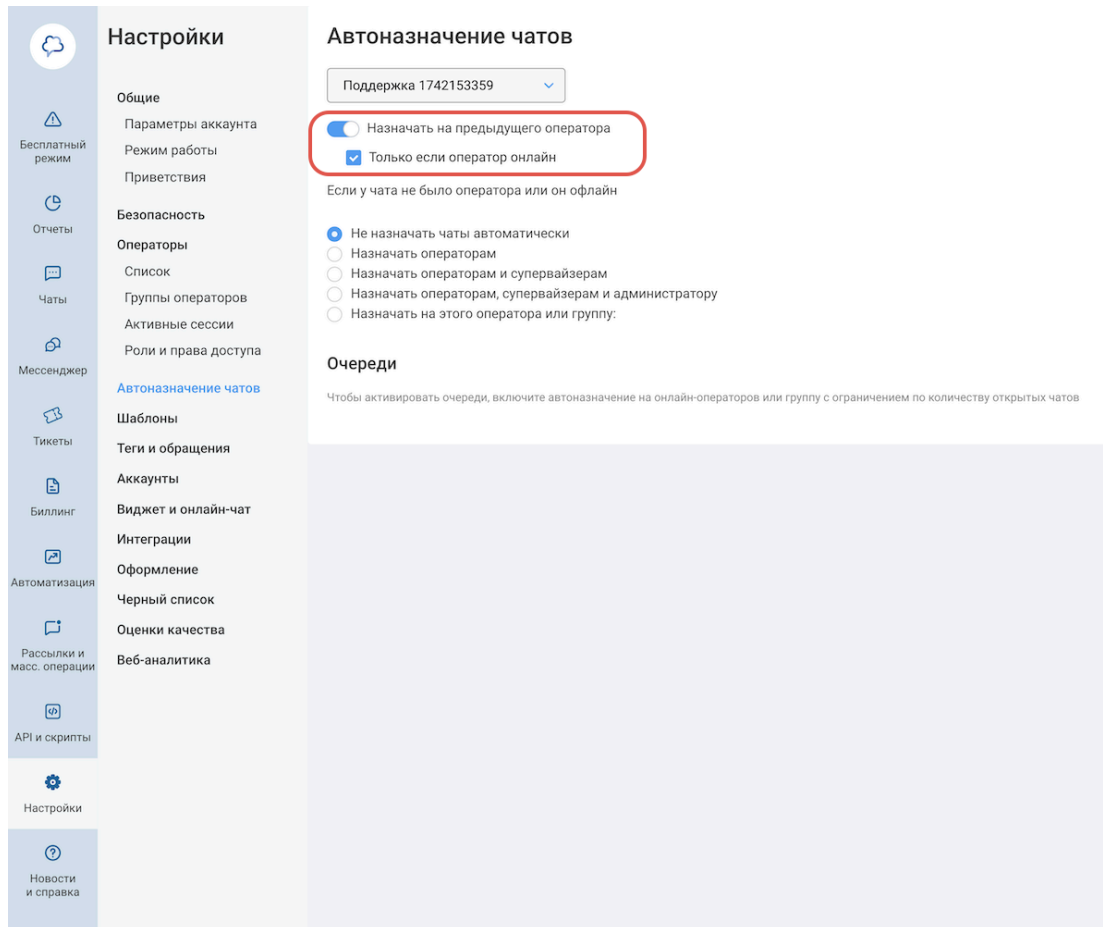 Бесплатный
режим
Отчеты
Чаты
Мессенджер
Тикеты
Биллинг
Автоматизация
Рассылки и
масс. операции
API и скрипты
Настройки
Новости
и справка
Настройки
Общие
Параметры аккаунта
Режим работы
Приветствия
Безопасность
Операторы
Список
Группы операторов
Активные сессии
Роли и права доступа
Автоназначение чатов
Шаблоны
Теги и обращения
Аккаунты
Виджет и онлайн-чат
Интеграции
Оформление
Черный список
Оценки качества
Веб-аналитика
Автоназначение чатов
Поддержка 1742153359
Назначать на предыдущего оператора
Только если оператор онлайн
Если у чата не было оператора или он офлайн
Не назначать чаты автоматически
Назначать операторам
Назначать операторам и супервайзерам
Назначать операторам, супервайзерам и администратору
Назначать на этого оператора или группу:
Очереди
Чтобы активировать очереди, включите автоназначение на онлайн-операторов или группу с ограничением по количеству открытых чатов